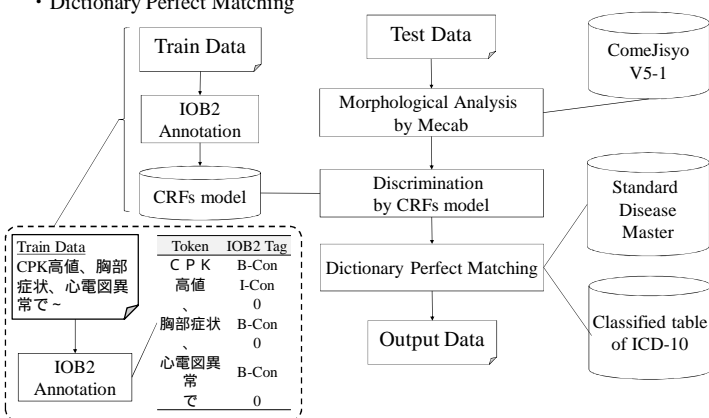 ・Dictionary Perfect Matching
Train Data
IOB2
Annotation
CRFs model
Test Data
Morphological Analysis
by Mecab
Discrimination
by CRFs model
Dictionary Perfect Matching
Output Data
ComeJisyo
V5-1
Standard
Disease
Master
Classified table
of ICD-10
Train Data
CPK高値、胸部
症状、心電図異
常で~
IOB2
Annotation
Token IOB2 Tag
ＣＰＫ B-Con
高値 I-Con
、 0
胸部症状 B-Con
、 0
心電図異
常 B-Con
で 0